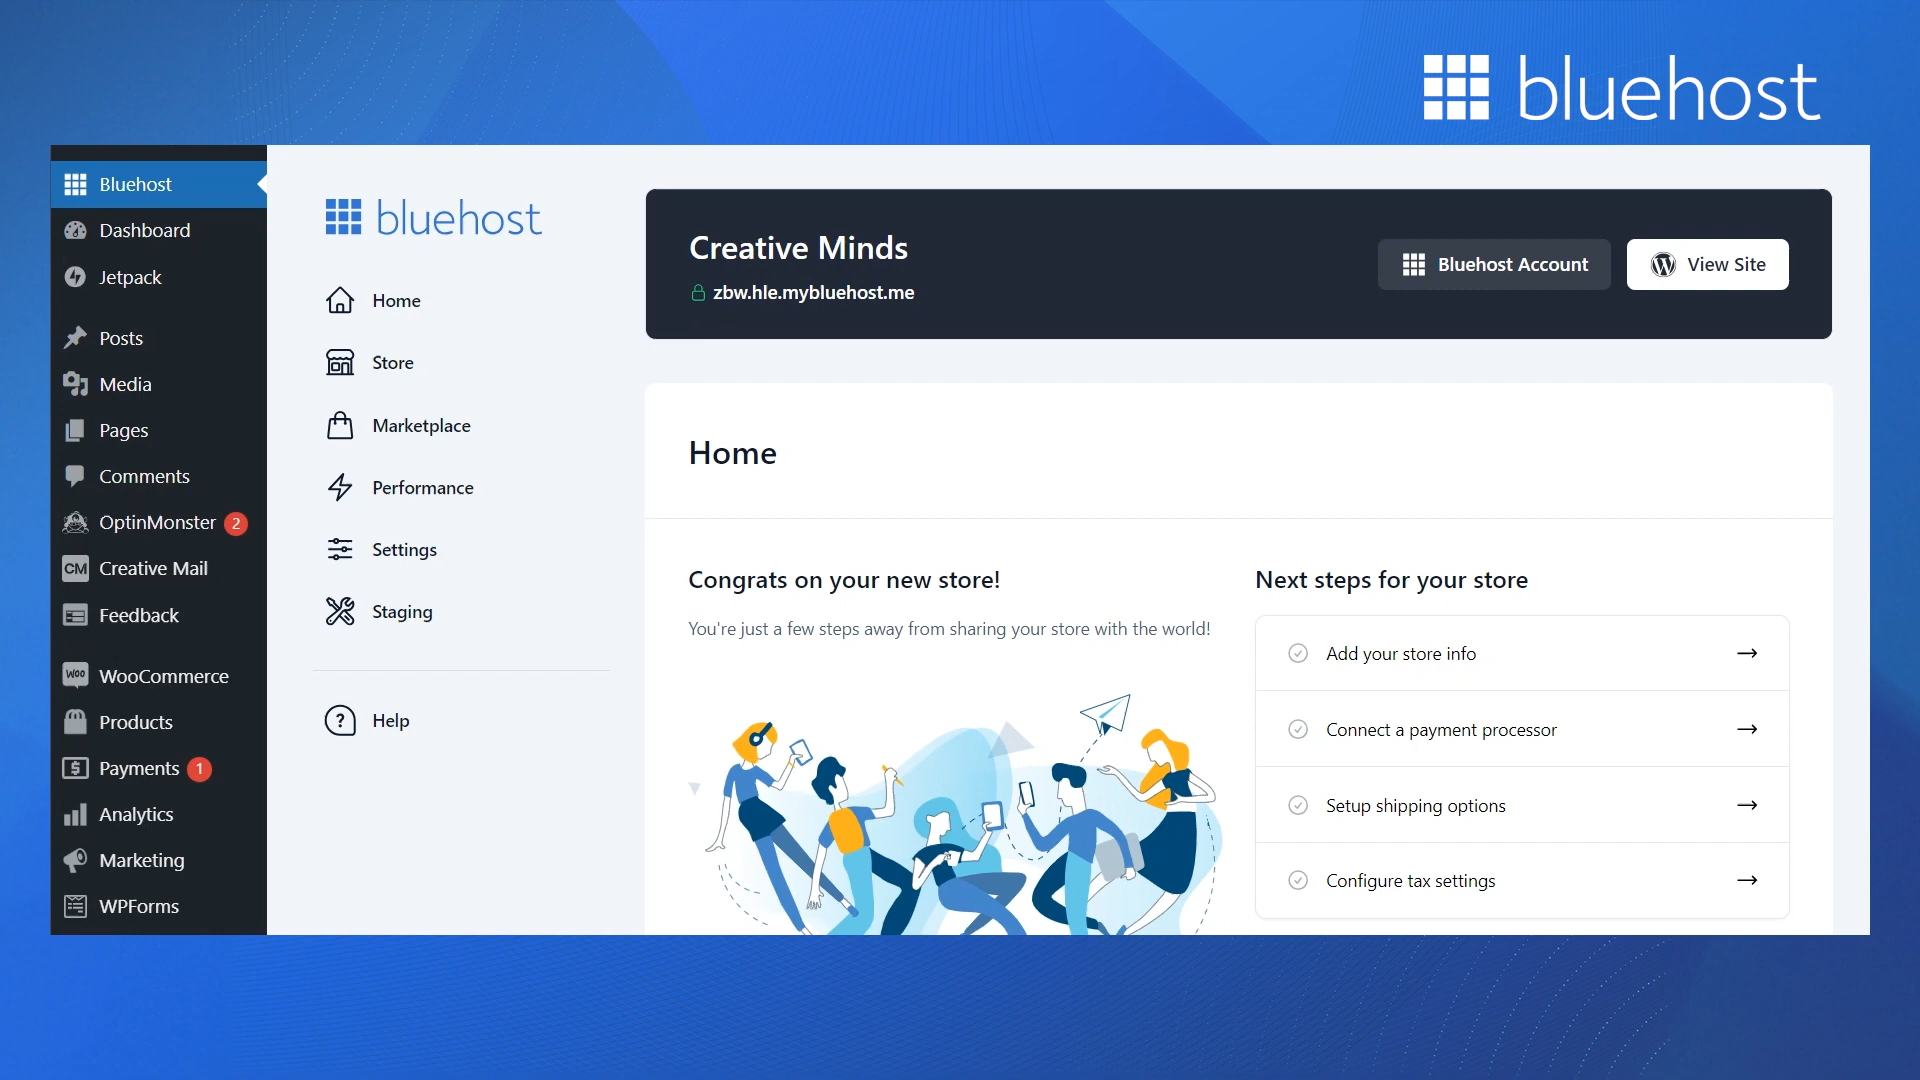 bluehost
Bluehost
Dashboard
Jetpack
Posts
Media
Pages
Comments
OptinMonster 2
CM Creative Mail
Feedback
Woo WooCommerce
Products
$ Payments 1
Analytics
Marketing
WPForms
bluehost
Home
Store
Marketplace
Performance
Settings
Staging
? Help
Creative Minds
zbw.hle.mybluehost.me
Bluehost Account
View Site
Home
Congrats on your new store!
You're just a few steps away from sharing your store with the world!
Next steps for your store
Add your store info
Connect a payment processor
Setup shipping options
Configure tax settings